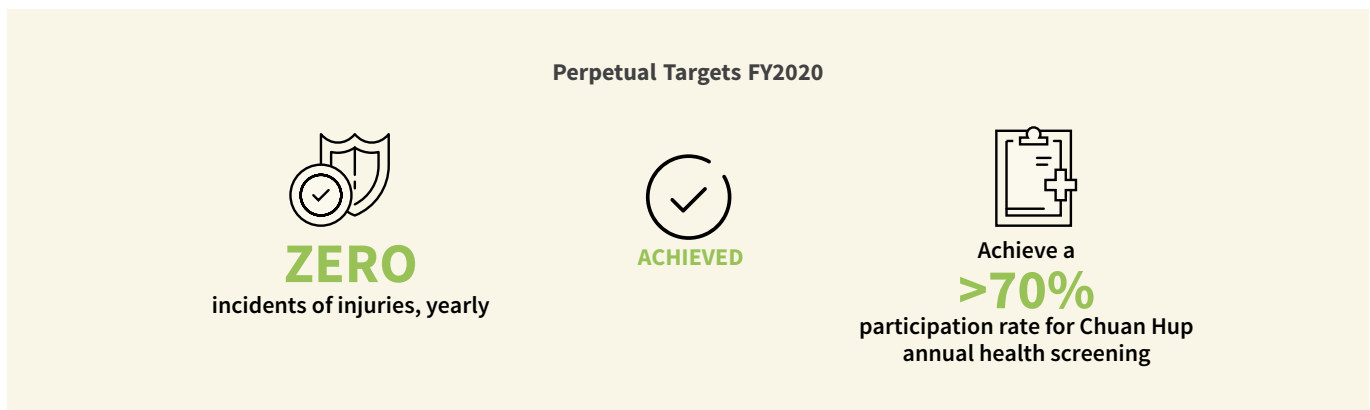 Perpetual Targets FY2020
ZERO
incidents of injuries, yearly
ACHIEVED
Achieve a
>70%
participation rate for Chuan Hup
annual health screening